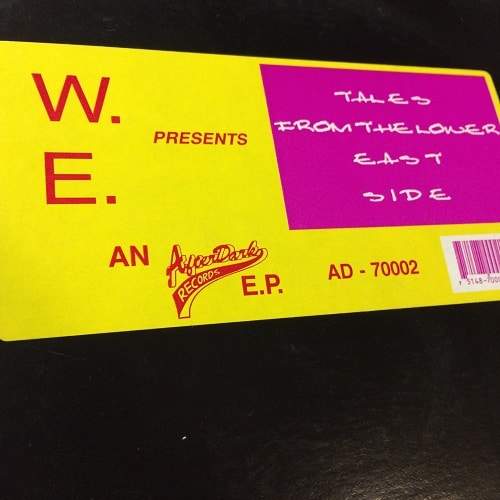 W.
E.
PRESENTS
TALES
FROM THE LOWER
EAST
SIDE
AN
AfterDark
RECORDS
E.P.
AD - 70002